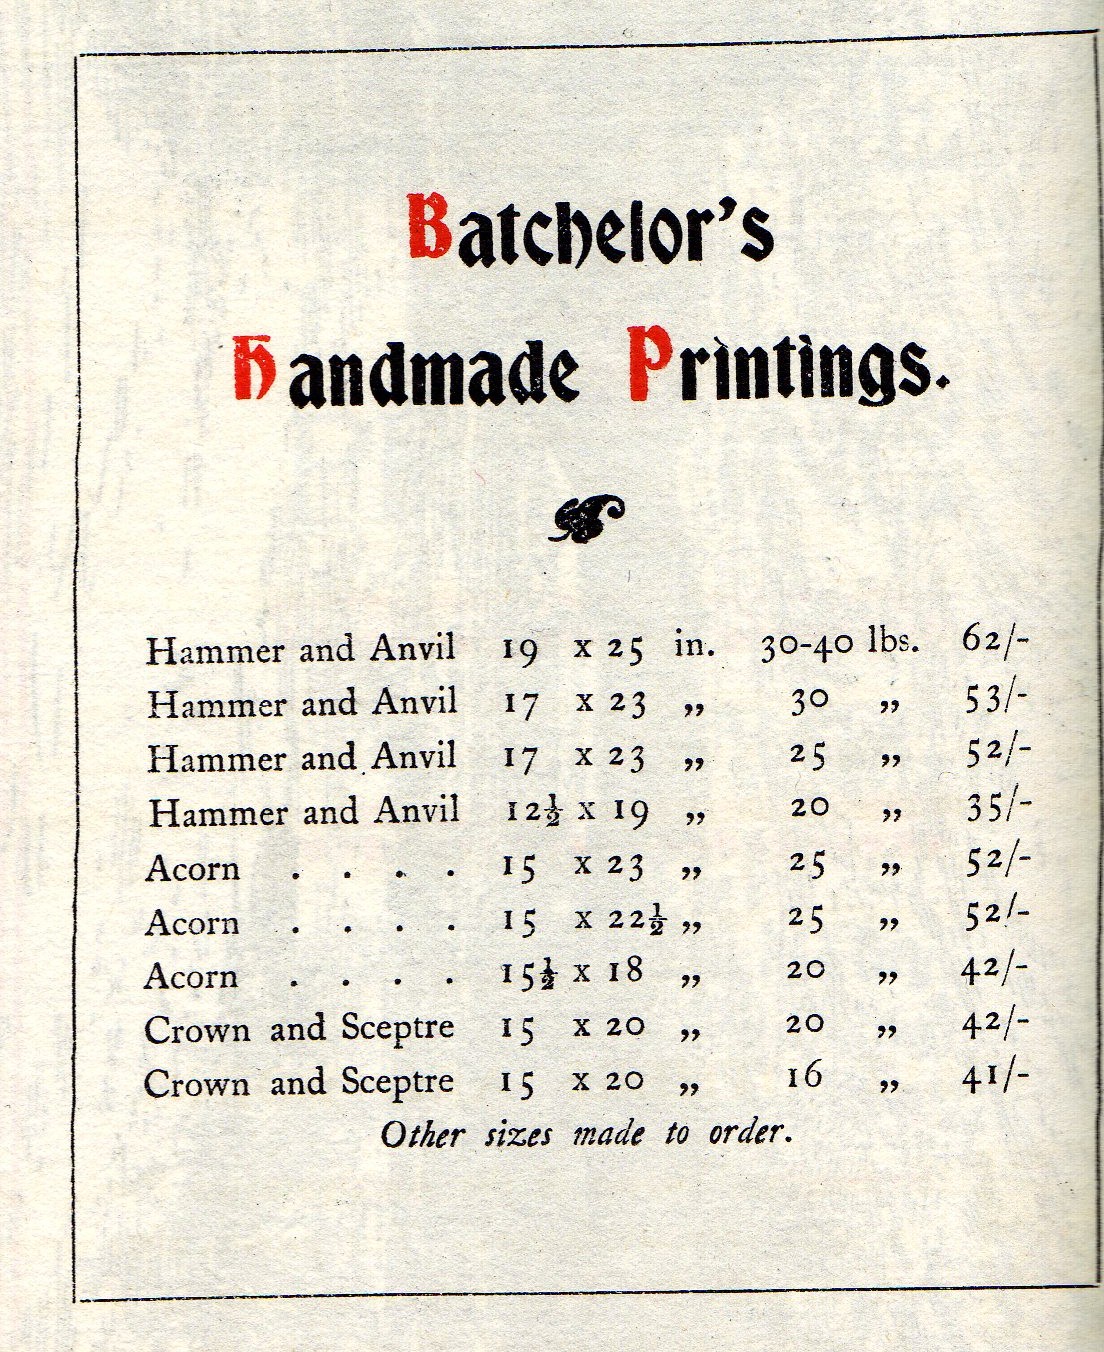 Batchelor's
Handmade Printings.
Hammer and Anvil 19 x 25 in. 30-40 lbs. 62/-
Hammer and Anvil 17 x 23 „ 30 „ 53/-
Hammer and Anvil 17 x 23 „ 25 „ 52/-
Hammer and Anvil 12½ x 19 „ 20 „ 35/-
Acorn . . . . 15 x 23 „ 25 „ 52/-
Acorn . . . . 15 x 22½ „ 25 „ 52/-
Acorn . . . . 15½ x 18 „ 20 „ 42/-
Crown and Sceptre 15 x 20 „ 20 „ 42/-
Crown and Sceptre 15 x 20 „ 16 „ 41/-
Other sizes made to order.